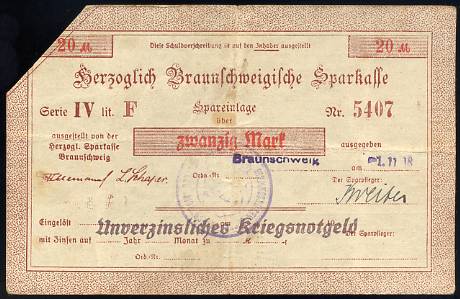 20 M 20 M
Diese Schuldverschreibung ist auf den Inhaber ausgestellt
Herzoglich Braunschweigische Sparkasse
Serie IV lit. F Spareinlage Nr. 5407
über
ausgestellt von der zwanzig Mark ausgegeben
Herzogl. Sparkasse
Braunschweig Braunschweig am 1. 11 18
Ordn.-Nr. Der Sparpfleger:
Eingelöst
Unverzinsliches Kriegsnotgeld
mit Zinsen auf Jahr Monat zu Der Sparpfleger:
Ordn.-Nr.